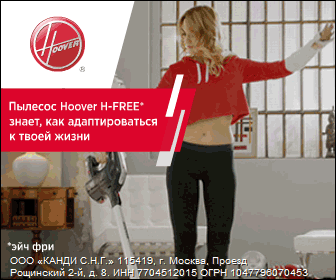 HOOVER
®
Пылесос Hoover H-FREE*
знает, как адаптироваться
к твоей жизни
*эйч фри
ООО «КАНДИ С.Н.Г.» 115419, г. Москва, Проезд
Рощинский 2-й, д. 8. ИНН 7704512015 ОГРН 1047796070453